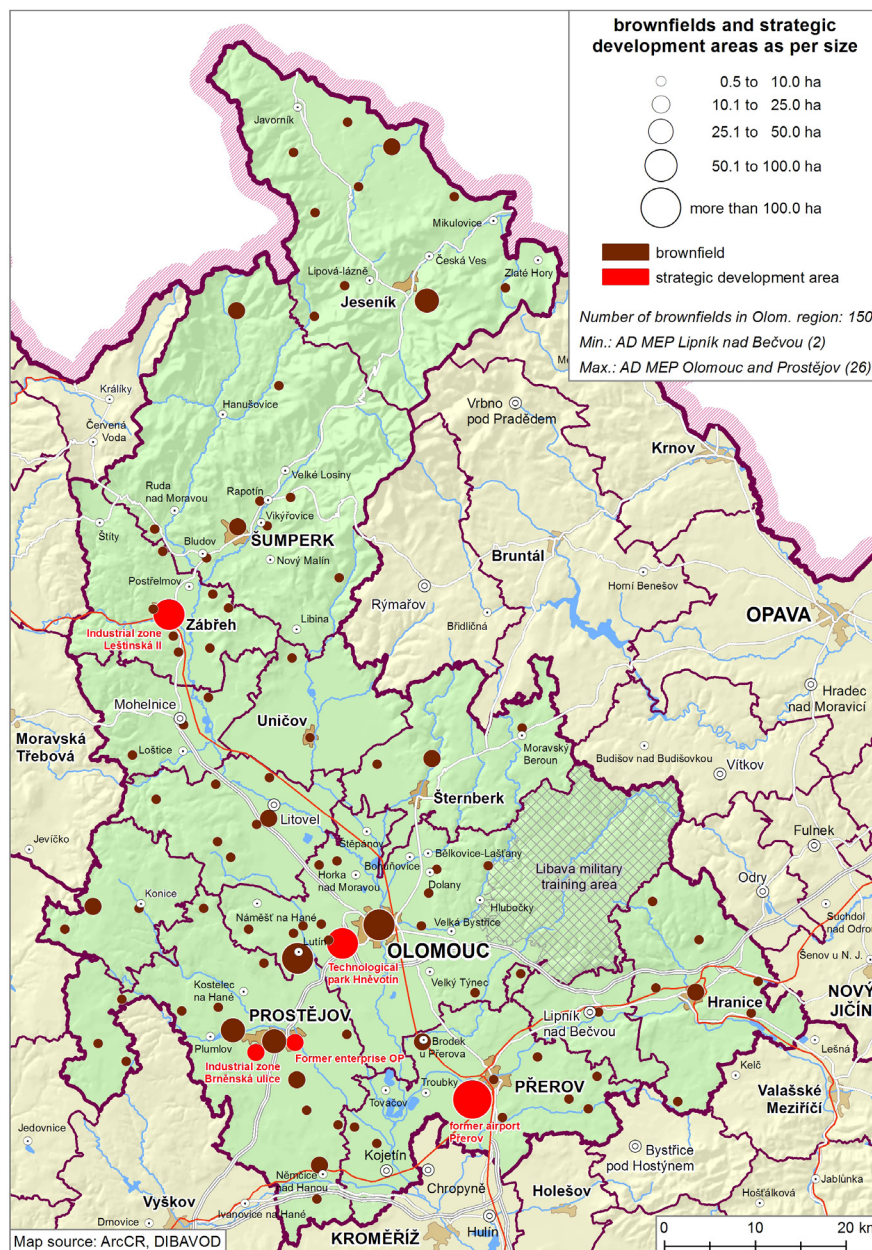 brownfields and strategic
development areas as per size
0.5 to 10.0 ha
10.1 to 25.0 ha
25.1 to 50.0 ha
50.1 to 100.0 ha
more than 100.0 ha
brownfield
strategic development area
Number of brownfields in Olom. region: 150
Min.: AD MEP Lipník nad Bečvou (2)
Max.: AD MEP Olomouc and Prostějov (26)
Javorník
Mikulovice
Česká Ves
Zlaté Hory
Lipová-lázně
Jeseník
Králíky
Hanušovice
Červená
Voda
Vrbno
pod Pradědem
Krnov
Velké Losiny
Ruda
nad Moravou
Rapotín
Vikýřovice
Štíty
ŠUMPERK
Bludov
Nový Malín
Bruntál
Horní Benešov
Postřelmov
Rýmařov
Břidličná
OPAVA
Zábřeh
Libina
Industrial zone
Leštinská II
Hradec
nad Moravicí
Mohelnice
Uničov
Moravská
Třebová
Loštice
Moravský
Beroun
Budišov nad Budišovkou
Vítkov
Šternberk
Litovel
Štěpánov
Jevíčko
Fulnek
Bohuňovice
Bělkovice-Lašťany
Horka
nad Moravou
Dolany
Libava military
training area
Odry
Konice
Hlubočky
Náměšť na Hané
Suchdol
nad Odrou
Velká Bystřice
Lutín
OLOMOUC
Šenov u N. J.
Technological
park Hněvotín
Velký Týnec
Kostelec
na Hané
NOVÝ
JIČÍN
Hranice
Lipník
nad Bečvou
PROSTĚJOV
Plumlov
Former enterprise OP
Brodek
u Přerova
Lešná
Industrial zone
Brněnská ulice
Kelč
Troubky
PŘEROV
Tovačov
Valašské
Meziříčí
former airport
Přerov
Jedovnice
Bystřice
pod Hostýnem
Kojetín
Němčice
nad Hanou
Chropyně
Jablůnka
Holešov
Vyškov
Hošťálková
Ivanovice na Hané
Drnovice
Hulín
KROMĚŘÍŽ
0 10 20 km
Map source: ArcCR, DIBAVOD